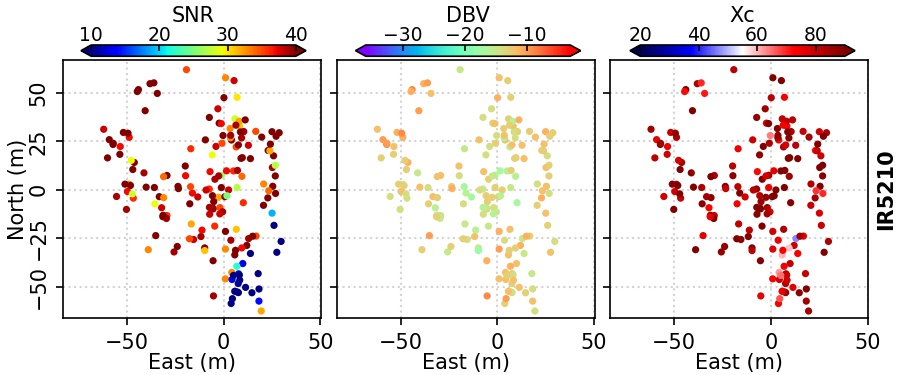 SNR DBV Xc
10 20 30 40 −30 −20 −10 20 40 60 80
50
25
0
−25
−50
North (m)
IR5210
−50 0 50 −50 0 50 −50 0 50
East (m) East (m) East (m)